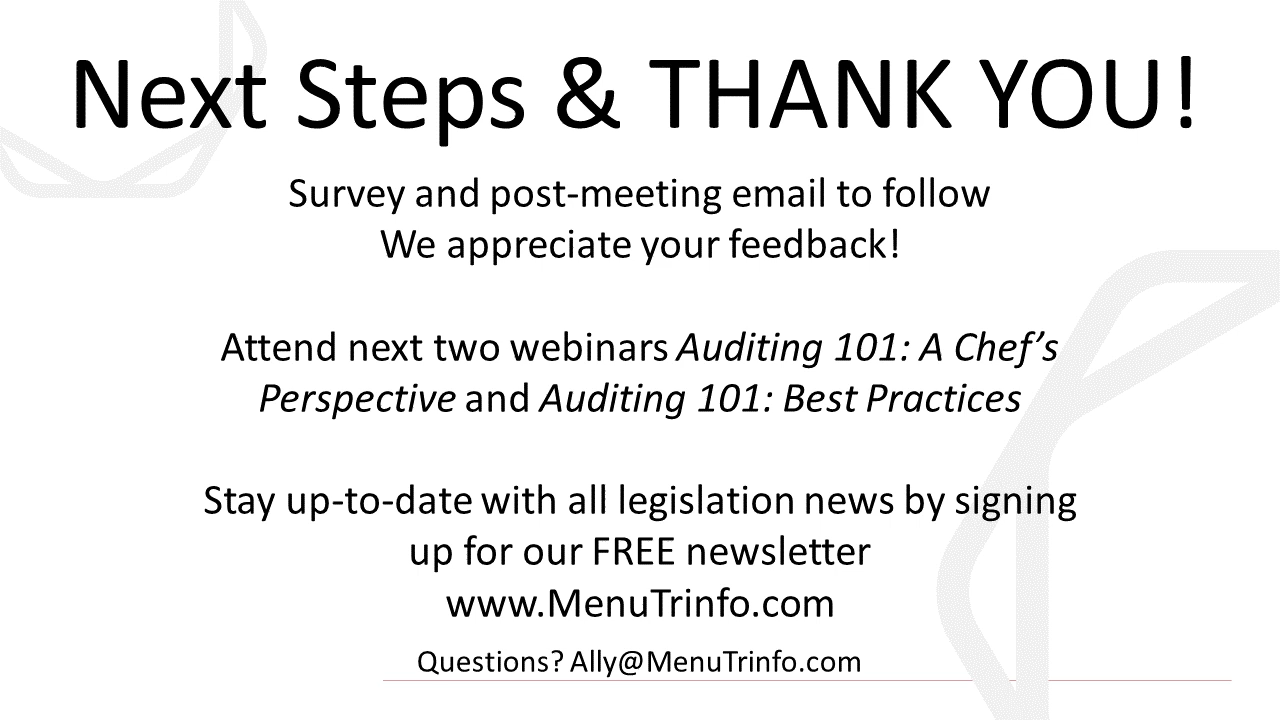 Next Steps & THANK YOU!
Survey and post-meeting email to follow
We appreciate your feedback!
Attend next two webinars Auditing 101: A Chef’s
Perspective and Auditing 101: Best Practices
Stay up-to-date with all legislation news by signing
up for our FREE newsletter
www.MenuTrinfo.com
Questions? Ally@MenuTrinfo.com